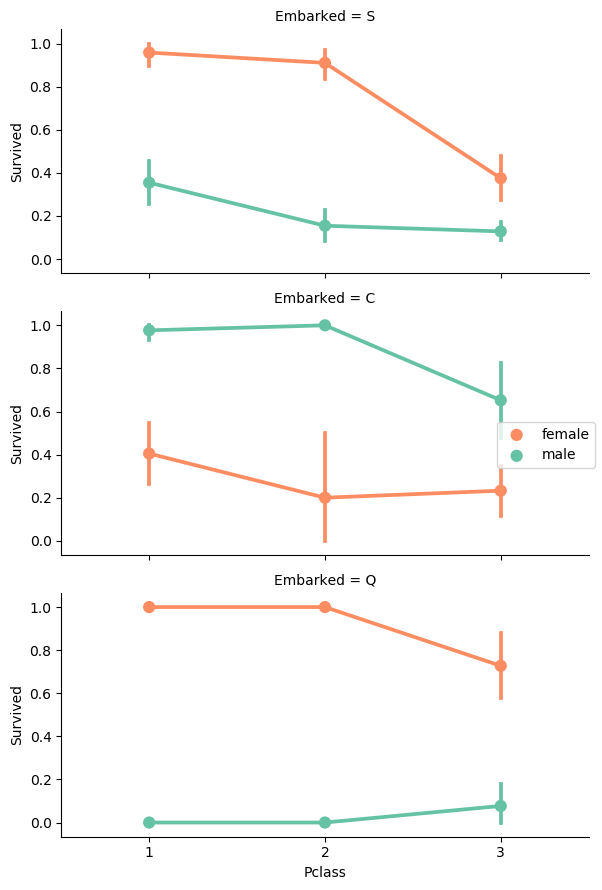 Embarked = S
1.0
0.8
0.6
0.4
0.2
0.0
Survived
Embarked = C
1.0
0.8
0.6
0.4
0.2
0.0
Survived
female
male
Embarked = Q
1.0
0.8
0.6
0.4
0.2
0.0
Survived
1 2 3
Pclass